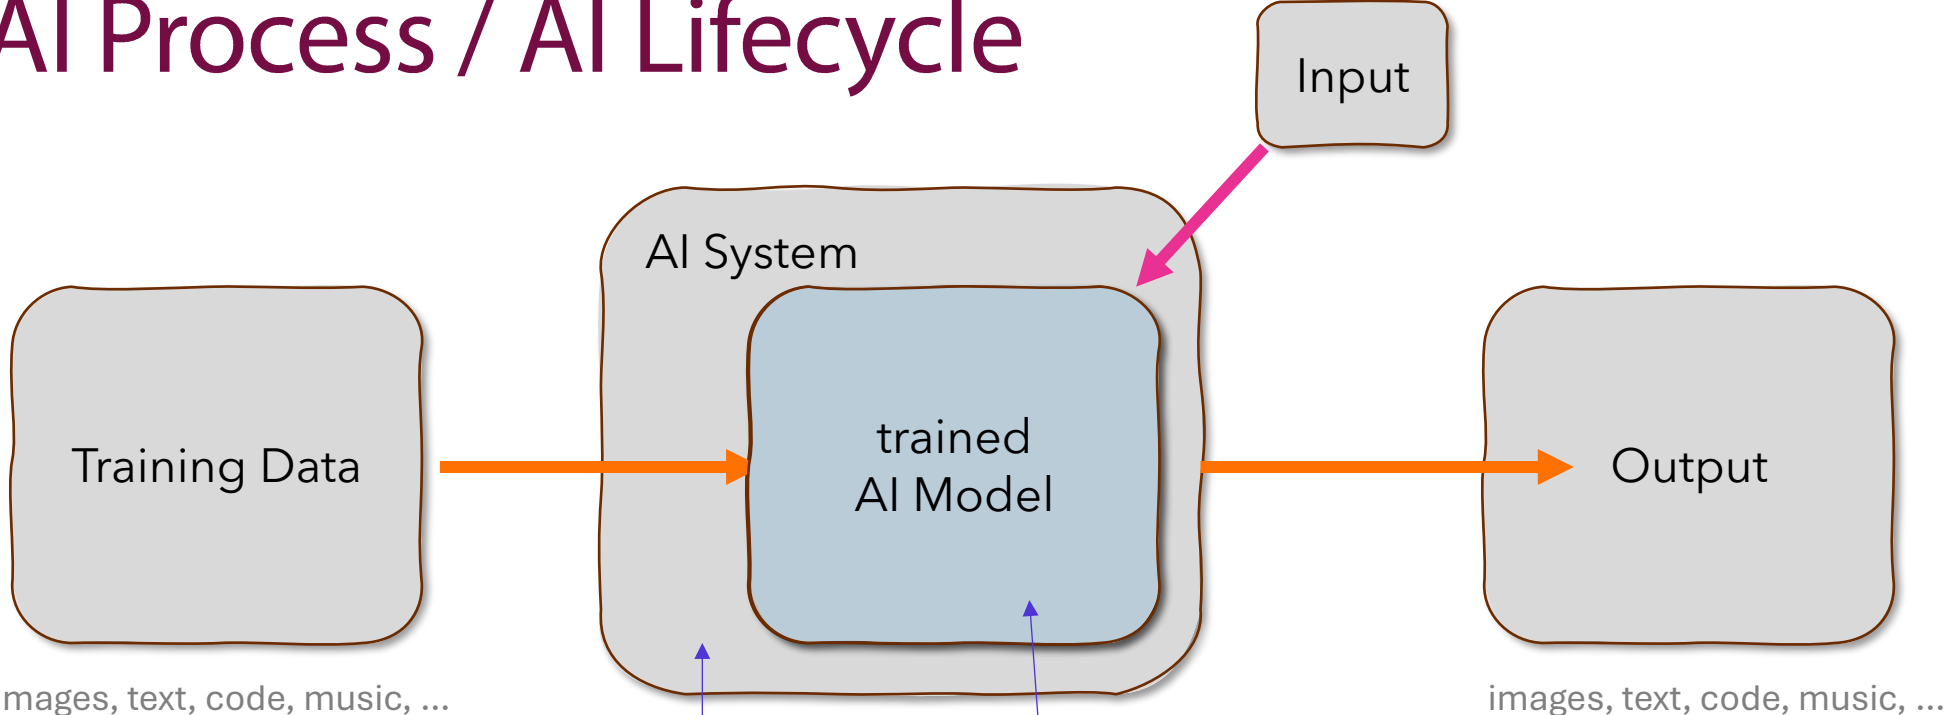 AI Process / AI Lifecycle
Input
AI System
Training Data
trained
AI Model
Output
mages, text, code, music, ...
images, text, code, music, ...